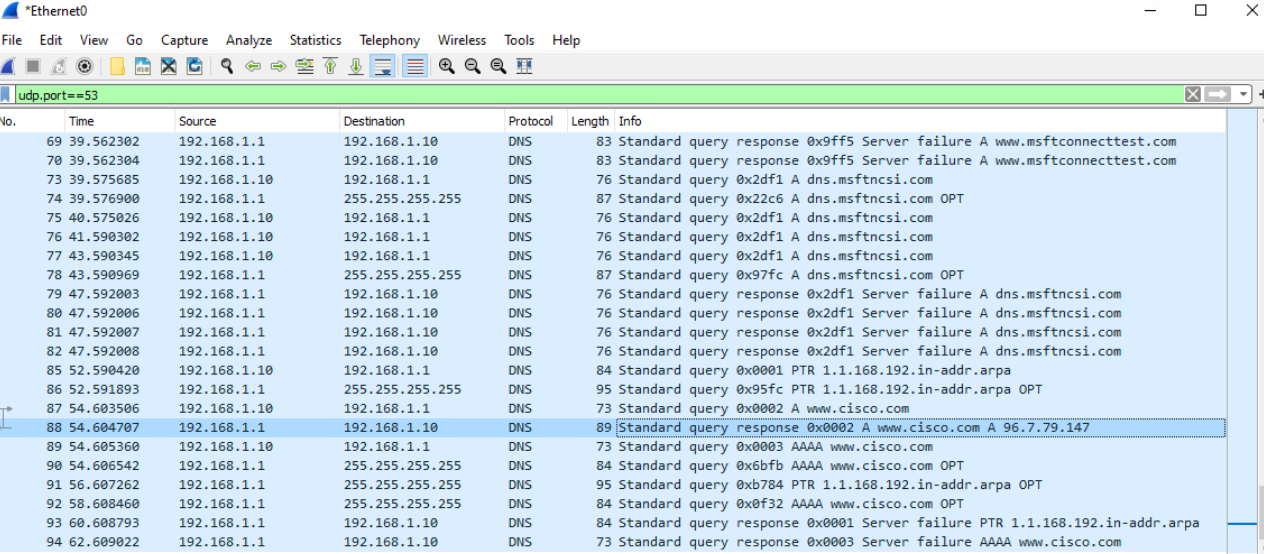 *Ethernet0
File Edit View Go Capture Analyze Statistics Telephony Wireless Tools Help
udp.port==53
No. Time Source Destination Protocol Length Info
69 39.562302 192.168.1.1 192.168.1.10 DNS 83 Standard query response 0x9ff5 Server failure A www.msftconnecttest.com
70 39.562304 192.168.1.1 192.168.1.10 DNS 83 Standard query response 0x9ff5 Server failure A www.msftconnecttest.com
73 39.575685 192.168.1.10 192.168.1.1 DNS 76 Standard query 0x2df1 A dns.msftncsi.com
74 39.576900 192.168.1.1 255.255.255.255 DNS 87 Standard query 0x22c6 A dns.msftncsi.com OPT
75 40.575026 192.168.1.10 192.168.1.1 DNS 76 Standard query 0x2df1 A dns.msftncsi.com
76 41.590302 192.168.1.10 192.168.1.1 DNS 76 Standard query 0x2df1 A dns.msftncsi.com
77 43.590345 192.168.1.10 192.168.1.1 DNS 76 Standard query 0x2df1 A dns.msftncsi.com
78 43.590969 192.168.1.1 255.255.255.255 DNS 87 Standard query 0x97fc A dns.msftncsi.com OPT
79 47.592003 192.168.1.1 192.168.1.10 DNS 76 Standard query response 0x2df1 Server failure A dns.msftncsi.com
80 47.592006 192.168.1.1 192.168.1.10 DNS 76 Standard query response 0x2df1 Server failure A dns.msftncsi.com
81 47.592007 192.168.1.1 192.168.1.10 DNS 76 Standard query response 0x2df1 Server failure A dns.msftncsi.com
82 47.592008 192.168.1.1 192.168.1.10 DNS 76 Standard query response 0x2df1 Server failure A dns.msftncsi.com
85 52.590420 192.168.1.10 192.168.1.1 DNS 84 Standard query 0x0001 PTR 1.1.168.192.in-addr.arpa
86 52.591893 192.168.1.1 255.255.255.255 DNS 95 Standard query 0x95fc PTR 1.1.168.192.in-addr.arpa OPT
87 54.603506 192.168.1.10 192.168.1.1 DNS 73 Standard query 0x0002 A www.cisco.com
88 54.604707 192.168.1.1 192.168.1.10 DNS 89 Standard query response 0x0002 A www.cisco.com A 96.7.79.147
89 54.605360 192.168.1.10 192.168.1.1 DNS 73 Standard query 0x0003 AAAA www.cisco.com
90 54.606542 192.168.1.1 255.255.255.255 DNS 84 Standard query 0x6bfb AAAA www.cisco.com OPT
91 56.607262 192.168.1.1 255.255.255.255 DNS 95 Standard query 0xb784 PTR 1.1.168.192.in-addr.arpa OPT
92 58.608460 192.168.1.1 255.255.255.255 DNS 84 Standard query 0x0f32 AAAA www.cisco.com OPT
93 60.608793 192.168.1.1 192.168.1.10 DNS 84 Standard query response 0x0001 Server failure PTR 1.1.168.192.in-addr.arpa
94 62.609022 192.168.1.1 192.168.1.10 DNS 73 Standard query response 0x0003 Server failure AAAA www.cisco.com